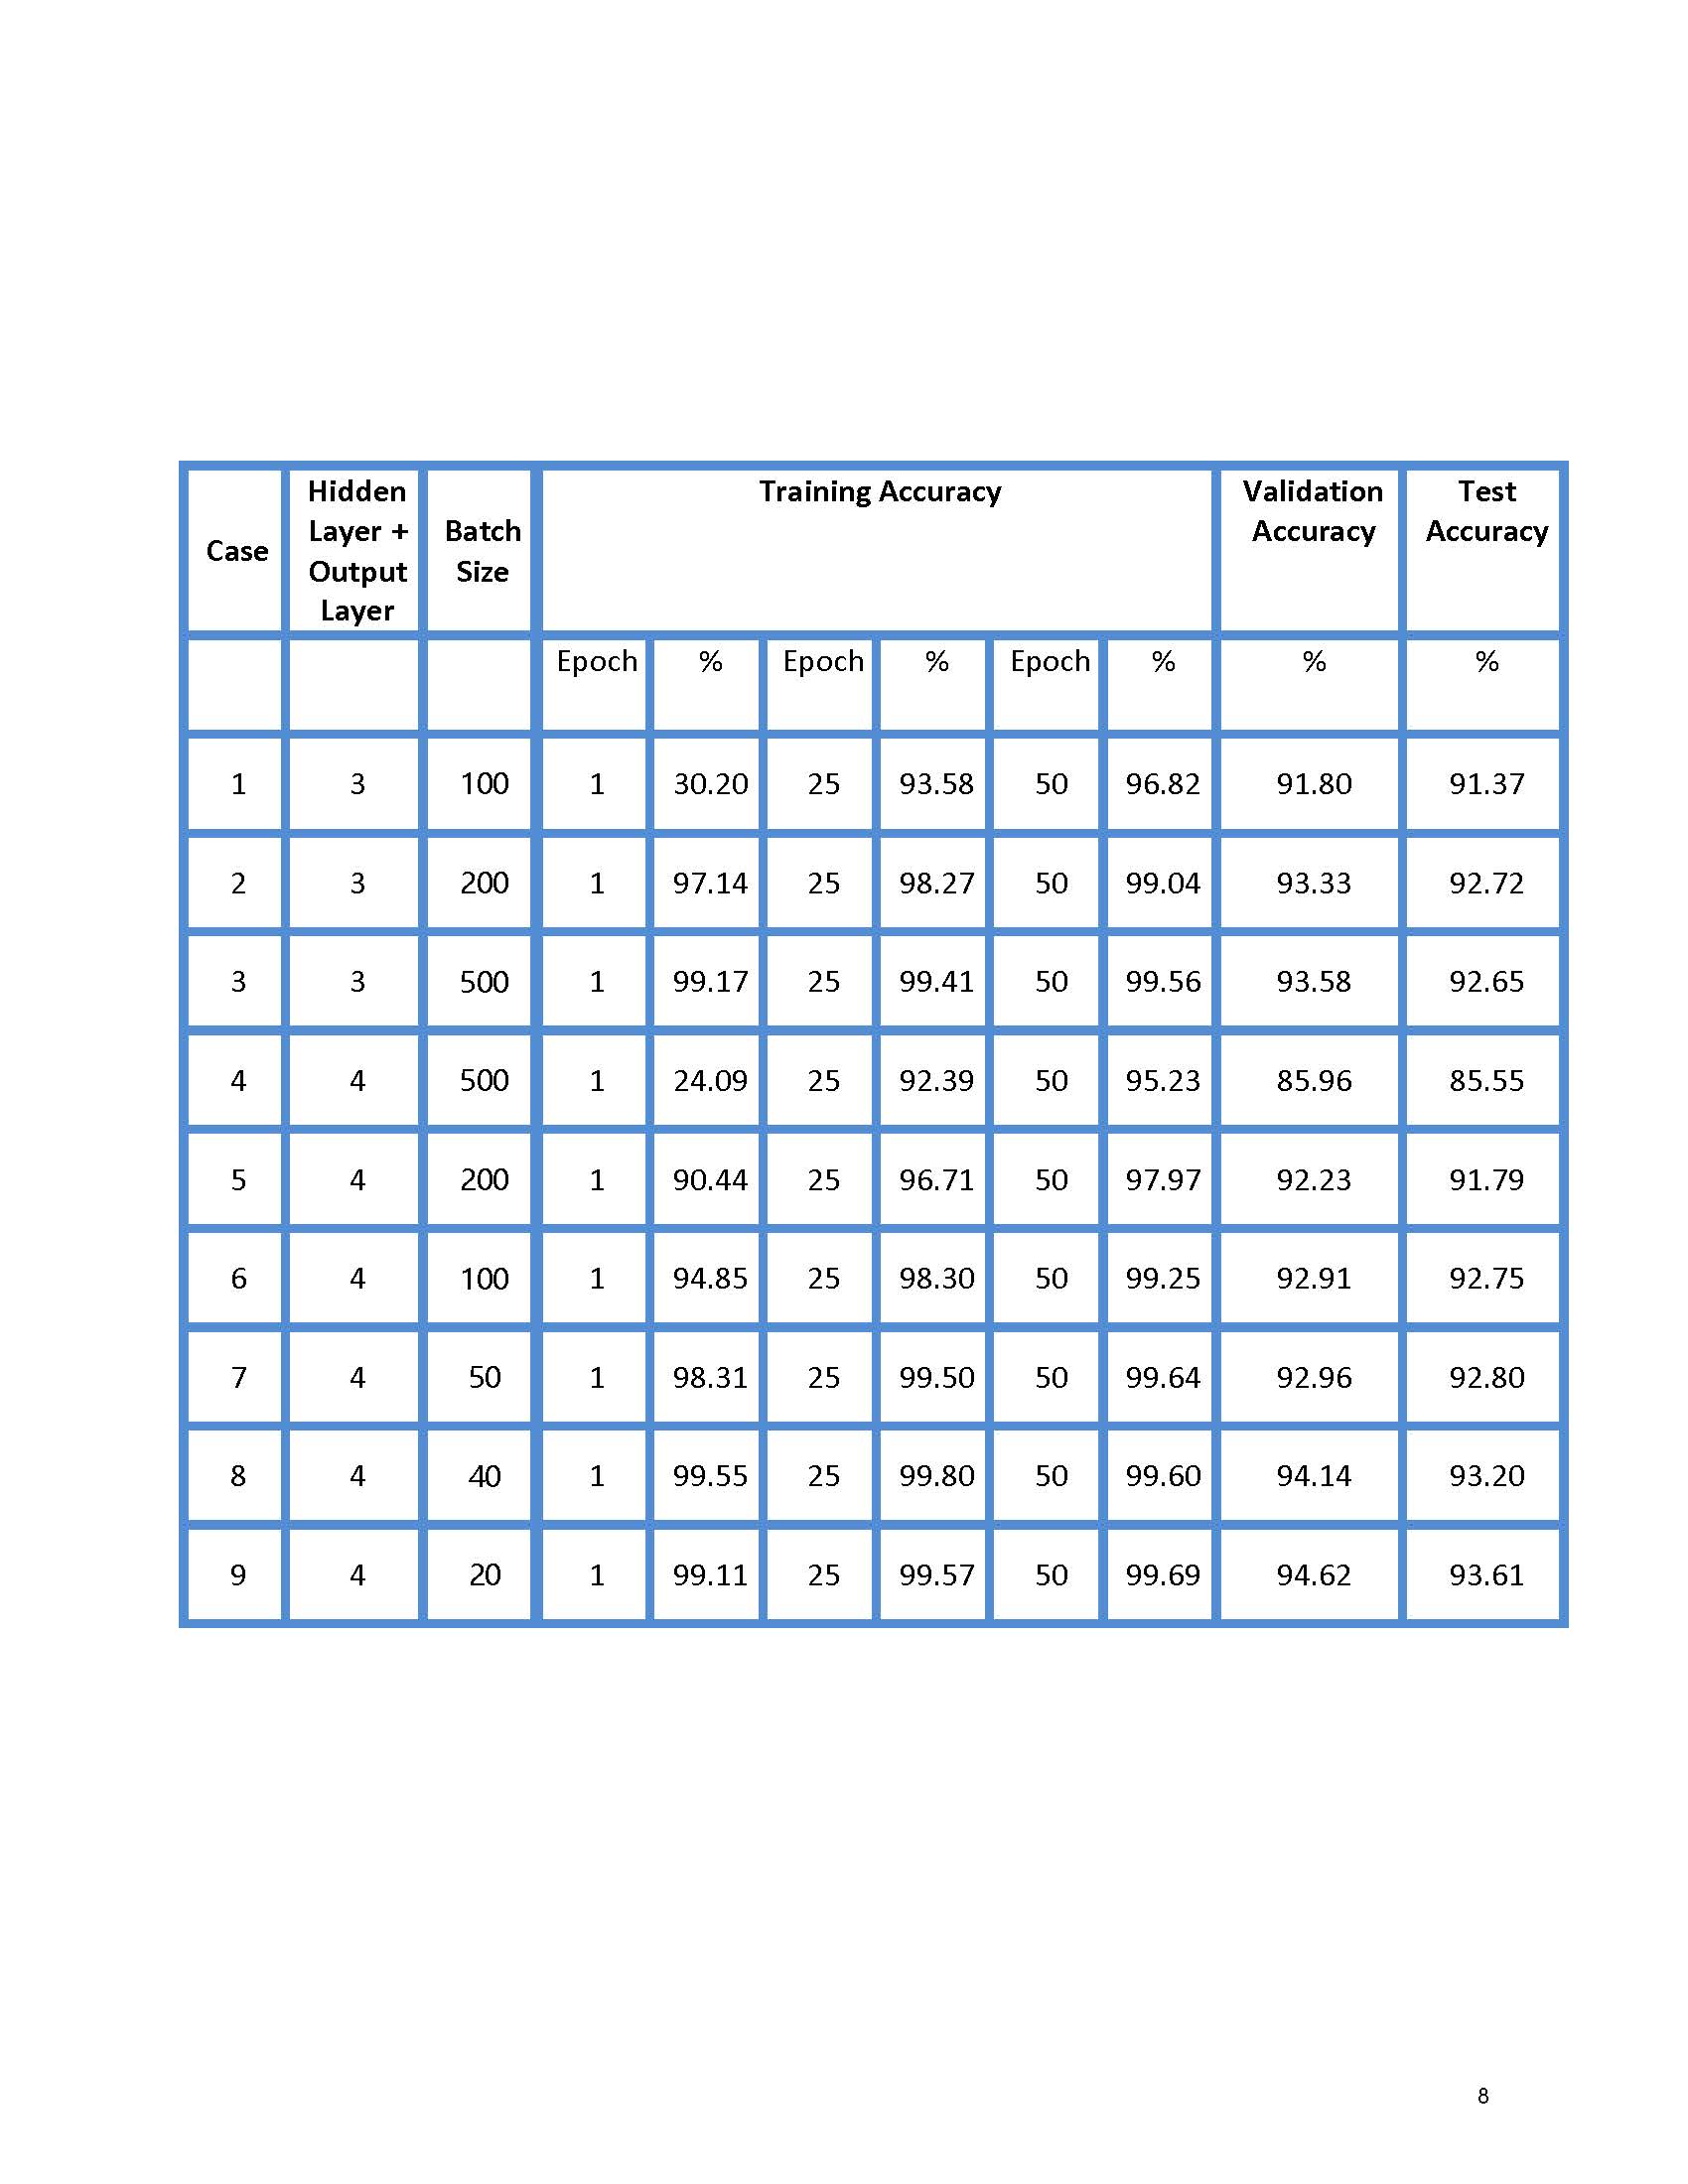 Case Hidden Layer + Output Layer Batch Size Training Accuracy Validation Accuracy Test Accuracy
Epoch % Epoch % Epoch % % %
1 3 100 1 30.20 25 93.58 50 96.82 91.80 91.37
2 3 200 1 97.14 25 98.27 50 99.04 93.33 92.72
3 3 500 1 99.17 25 99.41 50 99.56 93.58 92.65
4 4 500 1 24.09 25 92.39 50 95.23 85.96 85.55
5 4 200 1 90.44 25 96.71 50 97.97 92.23 91.79
6 4 100 1 94.85 25 98.30 50 99.25 92.91 92.75
7 4 50 1 98.31 25 99.50 50 99.64 92.96 92.80
8 4 40 1 99.55 25 99.80 50 99.60 94.14 93.20
9 4 20 1 99.11 25 99.57 50 99.69 94.62 93.61
8